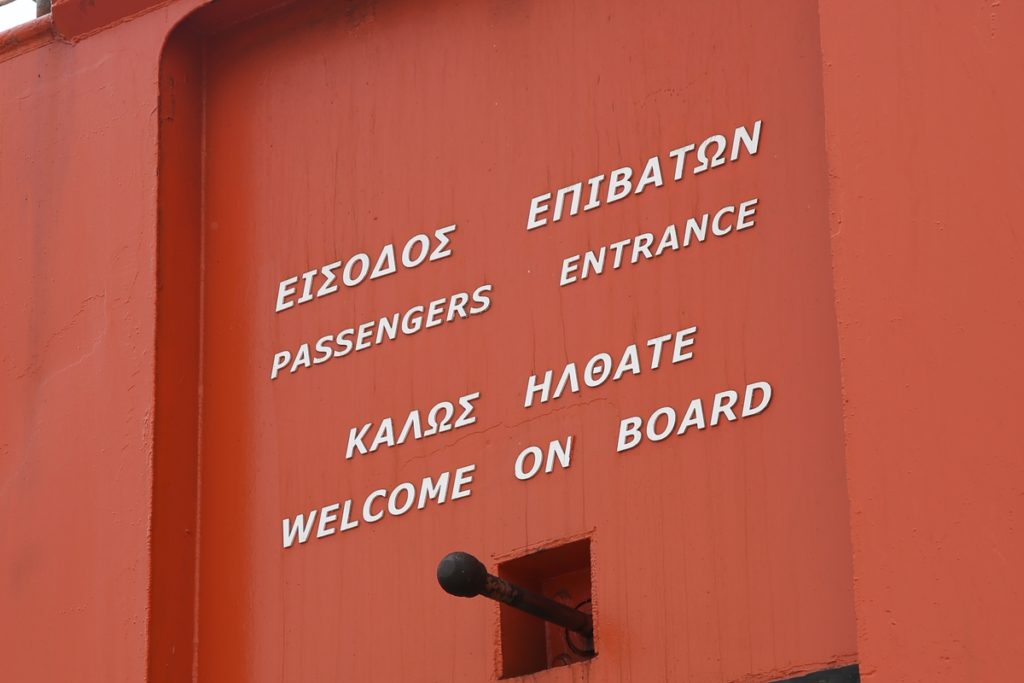 ΕΙΣΟΔΟΣ ΕΠΙΒΑΤΩΝ
PASSENGERS ENTRANCE
ΚΑΛΩΣ ΗΛΘΑΤΕ
WELCOME ON BOARD